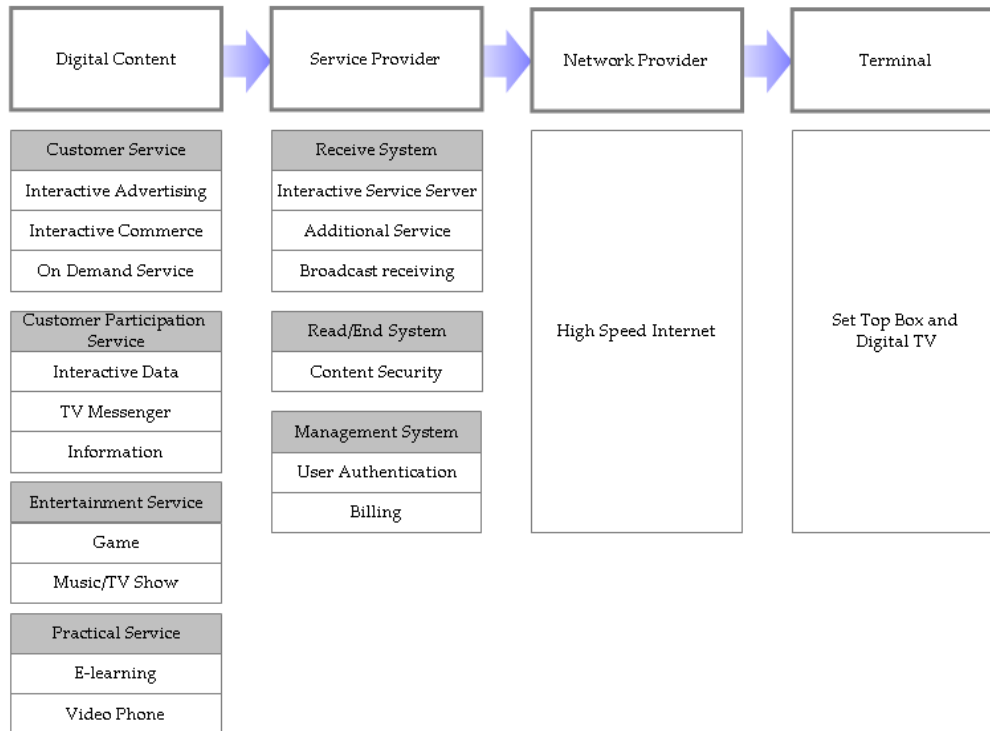 Digital Content
Service Provider
Network Provider
Terminal
Customer Service
Interactive Advertising
Interactive Commerce
On Demand Service
Customer Participation
Service
Interactive Data
TV Messenger
Information
Entertainment Service
Game
Music/TV Show
Practical Service
E-learning
Video Phone
Receive System
Interactive Service Server
Additional Service
Broadcast receiving
Read/End System
Content Security
Management System
User Authentication
Billing
High Speed Internet
Set Top Box and
Digital TV